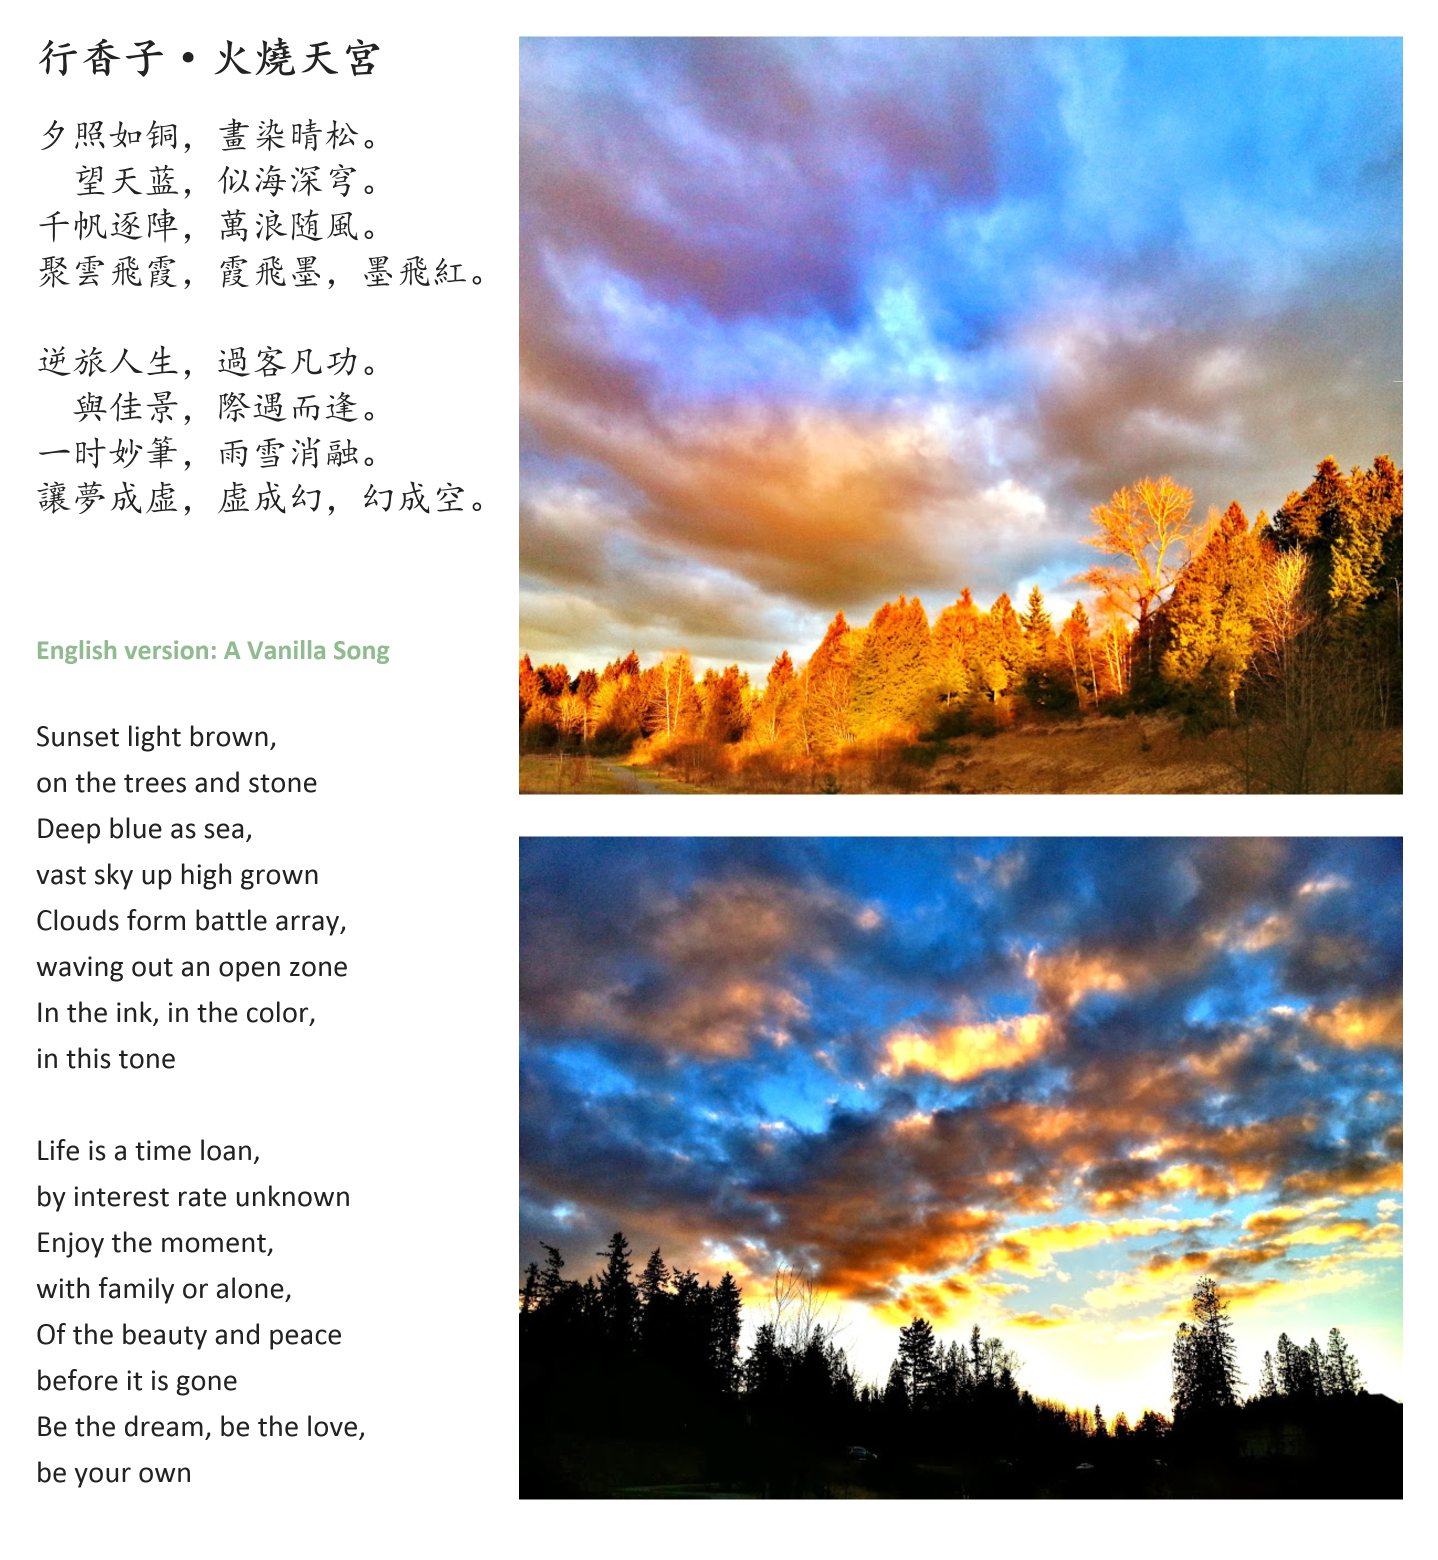 行香子•火燒天宮
夕照如铜，畫染晴松。
望天蓝，似海深穹。
千帆逐陣，萬浪随風。
聚雲飛霞，霞飛墨，墨飛紅。
逆旅人生，過客凡功。
與佳景，際遇而逢。
一时妙筆，雨雪消融。
讓夢成虚，虚成幻，幻成空。
English version: A Vanilla Song
Sunset light brown,
on the trees and stone
Deep blue as sea,
vast sky up high grown
Clouds form battle array,
waving out an open zone
In the ink, in the color,
in this tone
Life is a time loan,
by interest rate unknown
Enjoy the moment,
with family or alone,
Of the beauty and peace
before it is gone
Be the dream, be the love,
be your own